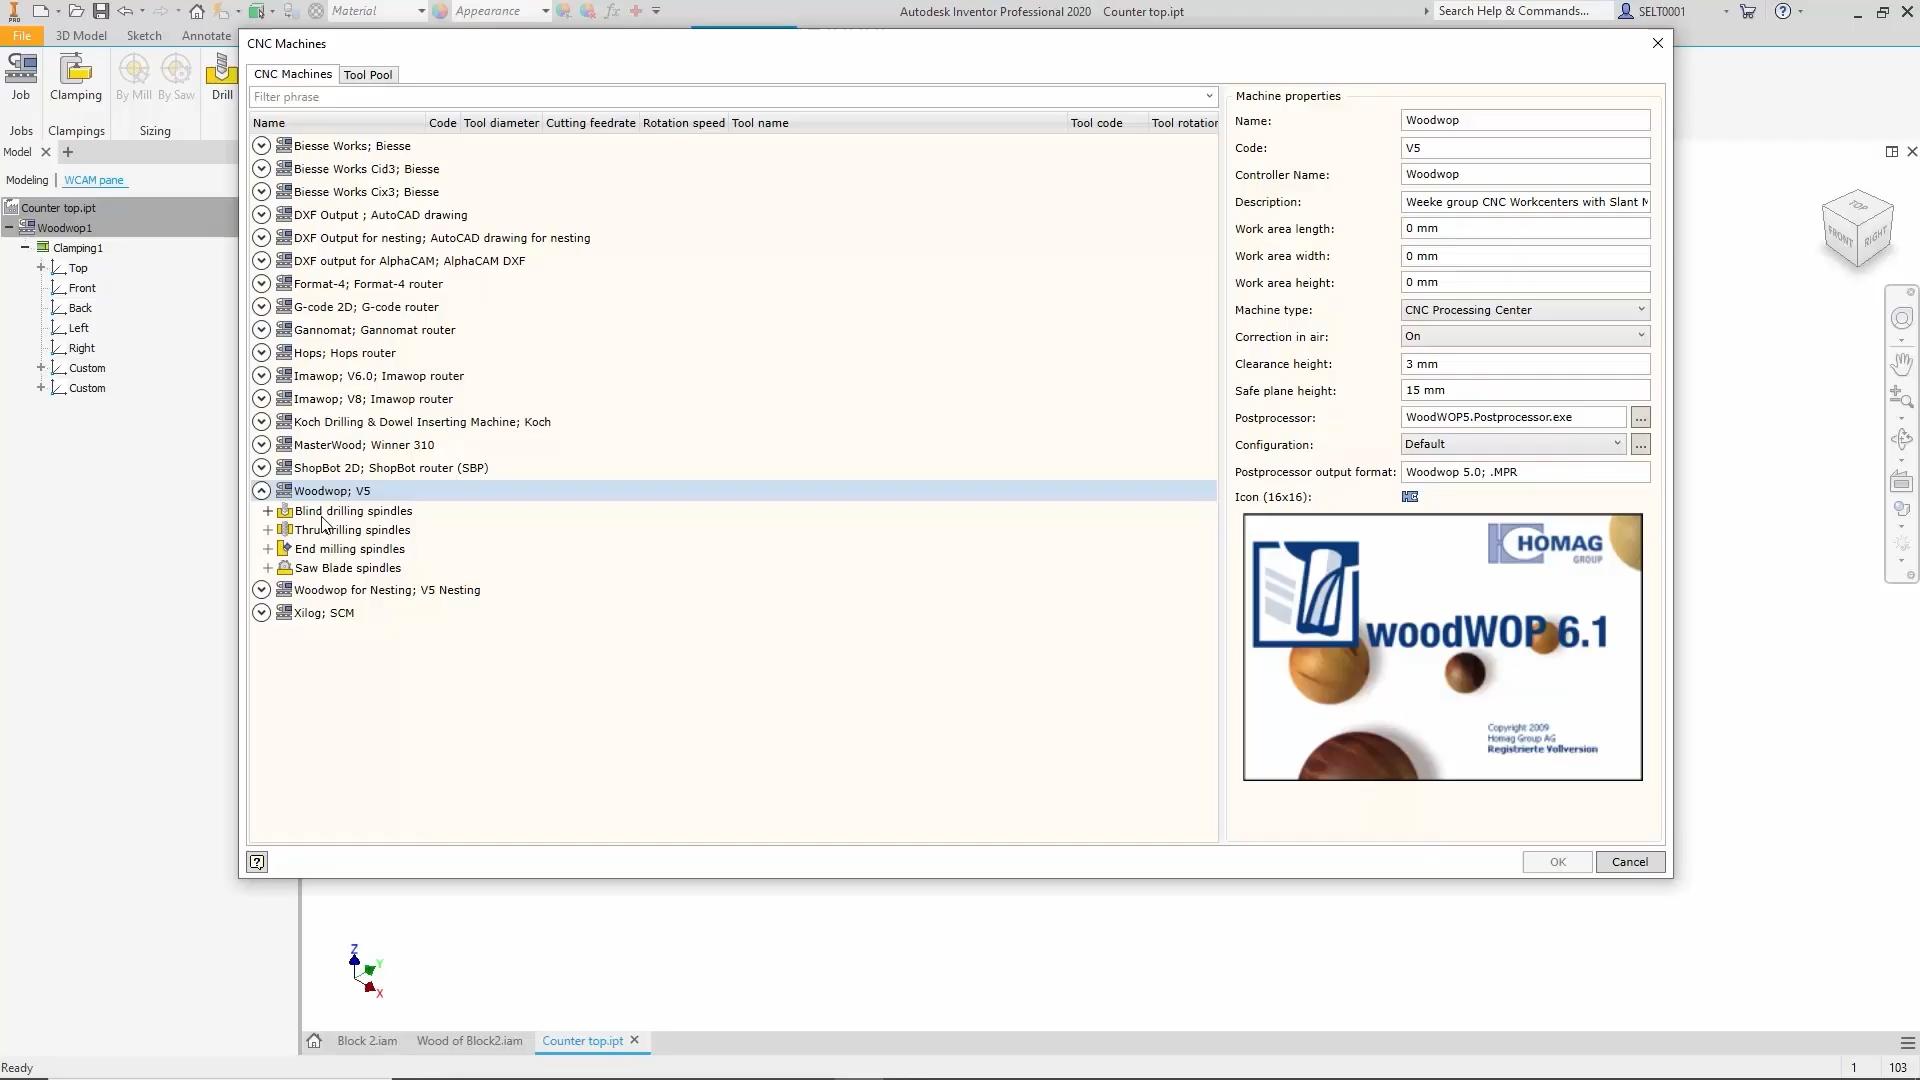 Material
Appearance
Autodesk Inventor Professional 2020 Counter top.ipt
Search Help & Commands...
SELT0001
File
3D Model
Sketch
Annotate
CNC Machines
Job
Clamping
By Mill
By Saw
Drill
Jobs
Clampings
Sizing
CNC Machines
Tool Pool
Filter phrase
Name
Code
Tool diameter
Cutting feedrate
Rotation speed
Tool name
Tool code
Tool rotation
Model
Modeling
WCAM pane
Counter top.ipt
Woodwop1
Clamping1
Top
Front
Back
Left
Right
Custom
Custom
Biesse Works; Biesse
Biesse Works Cid3; Biesse
Biesse Works Cix3; Biesse
DXF Output ; AutoCAD drawing
DXF Output for nesting; AutoCAD drawing for nesting
DXF output for AlphaCAM; AlphaCAM DXF
Format-4; Format-4 router
G-code 2D; G-code router
Gannomat; Gannomat router
Hops; Hops router
Imawop; V6.0; Imawop router
Imawop; V8; Imawop router
Koch Drilling & Dowel Inserting Machine; Koch
MasterWood; Winner 310
ShopBot 2D; ShopBot router (SBP)
Woodwop; V5
Blind drilling spindles
Thru drilling spindles
End milling spindles
Saw Blade spindles
Woodwop for Nesting; V5 Nesting
Xilog; SCM
Machine properties
Name: Woodwop
Code: V5
Controller Name: Woodwop
Description: Weeke group CNC Workcenters with Slant M
Work area length: 0 mm
Work area width: 0 mm
Work area height: 0 mm
Machine type: CNC Processing Center
Correction in air: On
Clearance height: 3 mm
Safe plane height: 15 mm
Postprocessor: WoodWOP5.Postprocessor.exe ...
Configuration: Default ...
Postprocessor output format: Woodwop 5.0; .MPR
Icon (16x16):
HOMAG
GROUP
woodWOP 6.1
Copyright 2009
Homag Group AG
Registrierte Vollversion
OK
Cancel
TOP
FRONT
RIGHT
Z
Y
X
Block 2.iam
Wood of Block2.iam
Counter top.ipt
Ready
1
103